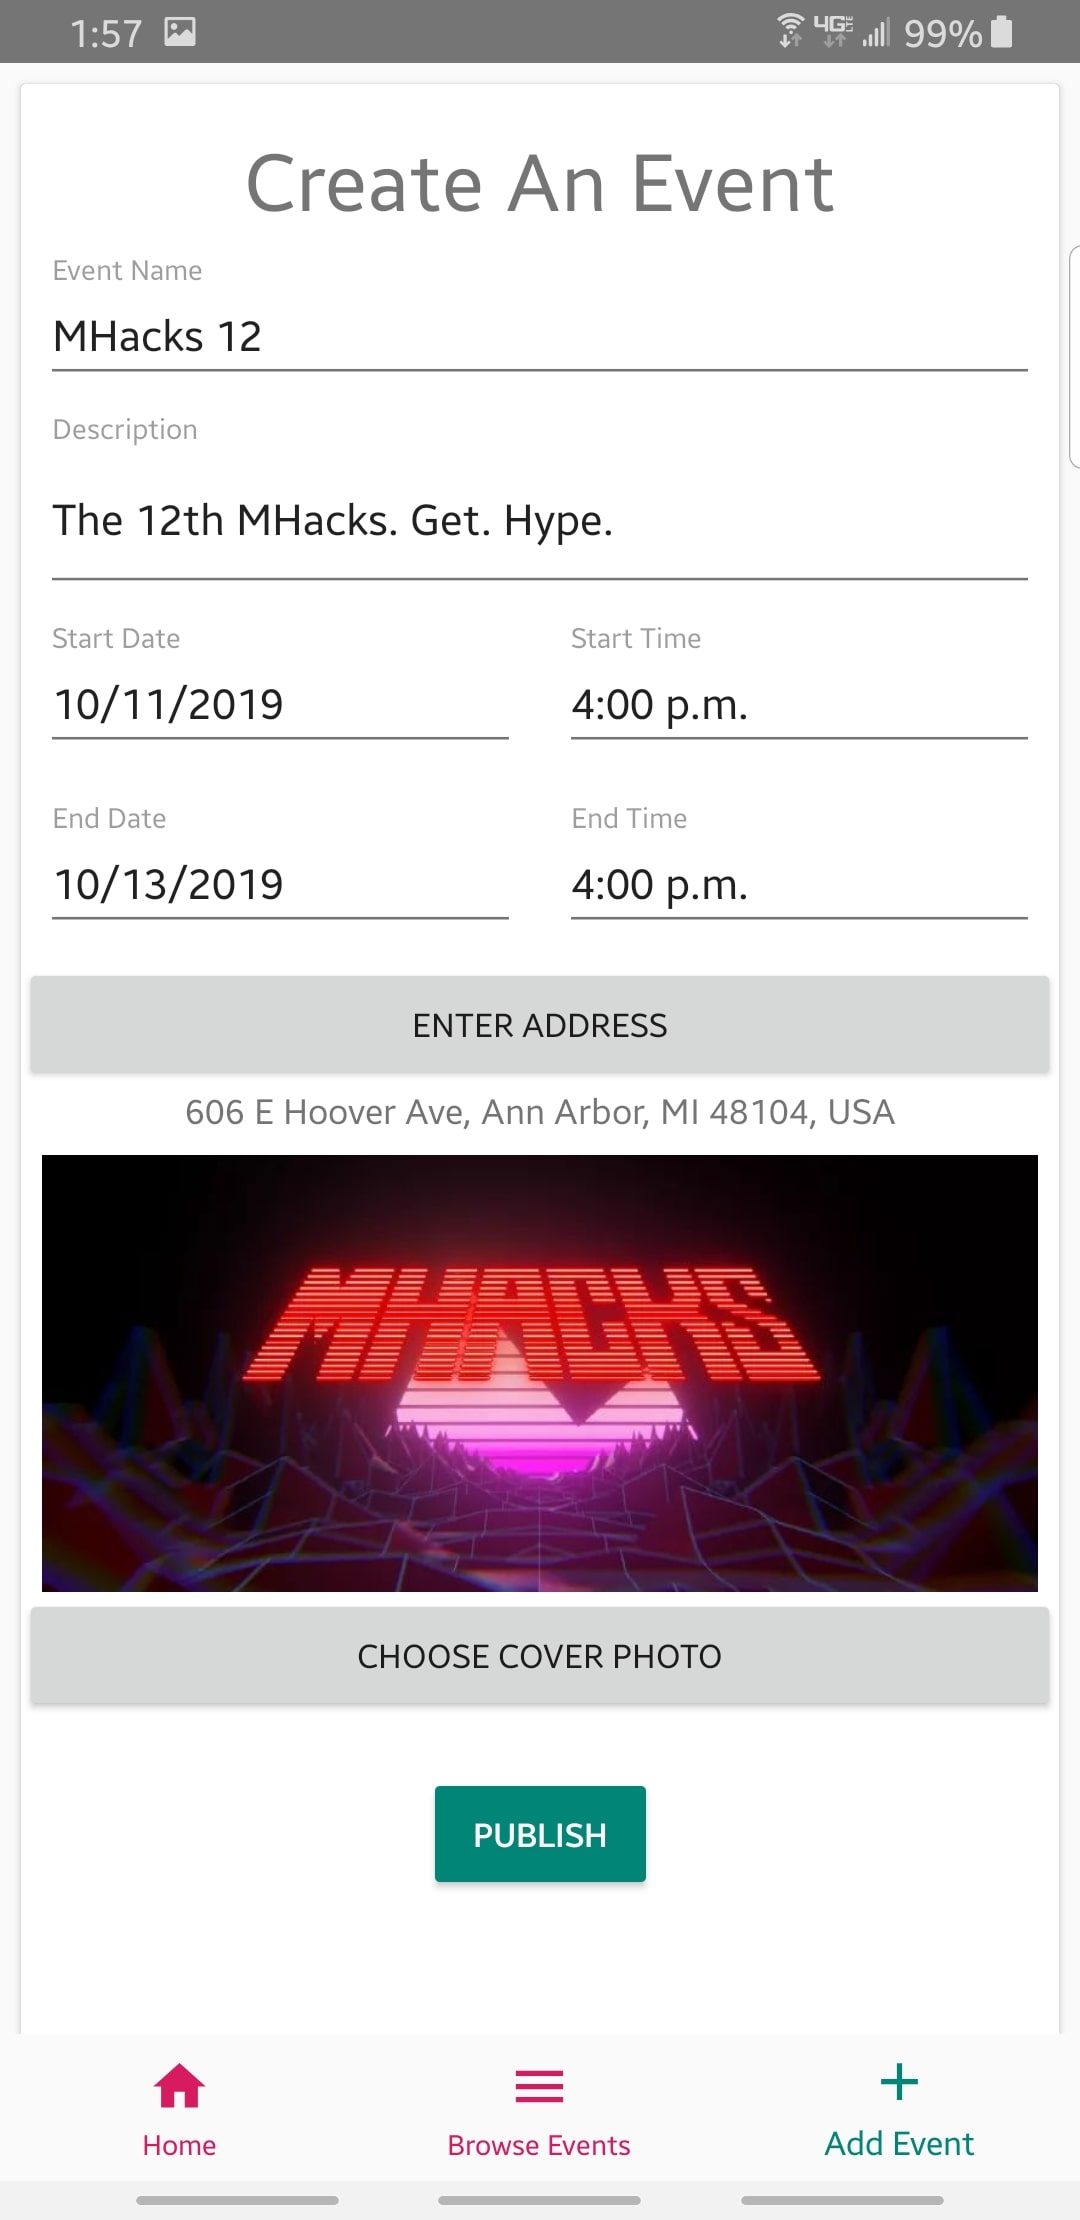 1:57 4G LTE 99%
Create An Event
Event Name
MHacks 12
Description
The 12th MHacks. Get. Hype.
Start Date Start Time
10/11/2019 4:00 p.m.
End Date End Time
10/13/2019 4:00 p.m.
ENTER ADDRESS
606 E Hoover Ave, Ann Arbor, MI 48104, USA
MHACKS
CHOOSE COVER PHOTO
PUBLISH
Home Browse Events Add Event